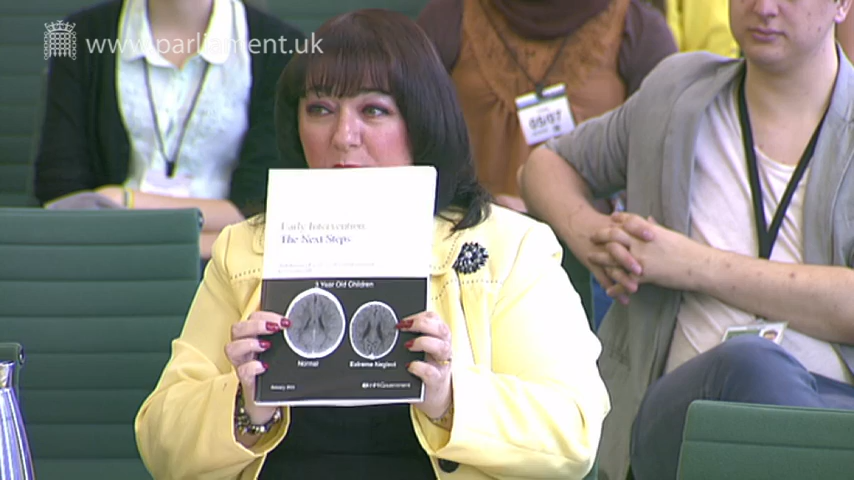 www.parliament.uk
Early Intervention:
The Next Steps
3 Year Old Children
Normal
Extreme Neglect
HM Government